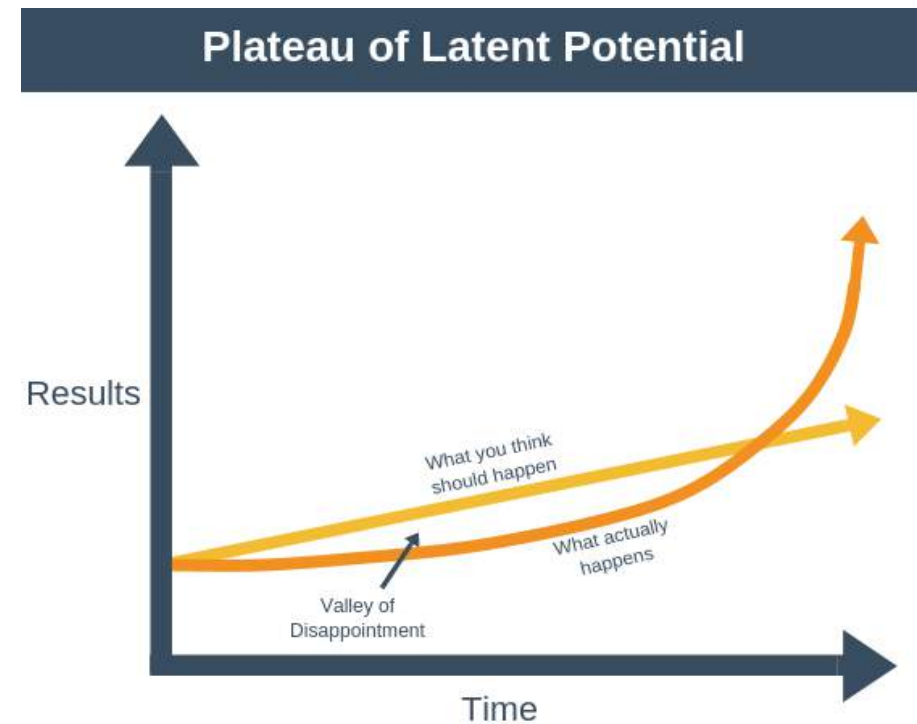 Plateau of Latent Potential
Results
What you think
should happen
What actually
happens
Valley of
Disappointment
Time